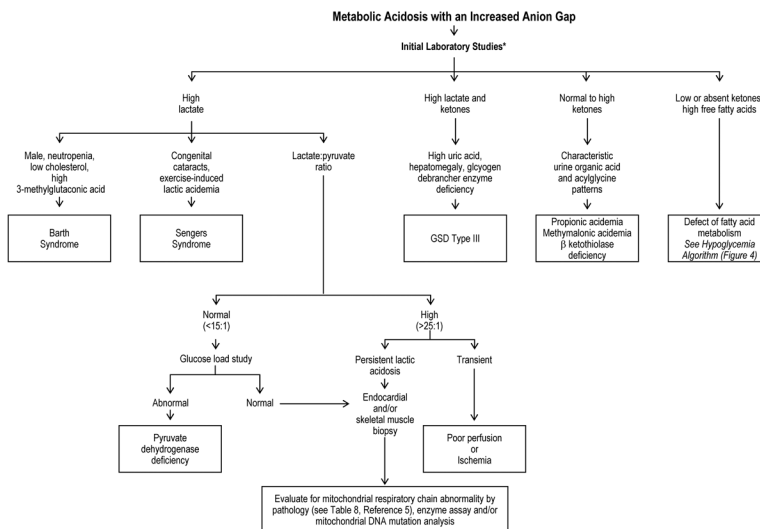 Metabolic Acidosis with an Increased Anion Gap
Initial Laboratory Studies*
High
lactate
High lactate and
ketones
Normal to high
ketones
Low or absent ketones
high free fatty acids
Male, neutropenia,
low cholesterol,
high
3-methylglutaconic acid
Congenital
cataracts,
exercise-induced
lactic acidemia
Lactate:pyruvate
ratio
High uric acid,
hepatomegaly, glcyogen
debrancher enzyme
deficiency
Characteristic
urine organic acid
and acylglycine
patterns
Barth
Syndrome
Sengers
Syndrome
GSD Type III
Propionic acidemia
Methymalonic acidemia
β ketothiolase
deficiency
Defect of fatty acid
metabolism
See Hypoglycemia
Algorithm (Figure 4)
Normal
(<15:1)
High
(>25:1)
Glucose load study
Persistent lactic
acidosis
Transient
Abnormal
Normal
Endocardial
and/or
skeletal muscle
biopsy
Pyruvate
dehydrogenase
deficiency
Poor perfusion
or
Ischemia
Evaluate for mitochondrial respiratory chain abnormality by
pathology (see Table 8, Reference 5), enzyme assay and/or
mitochondrial DNA mutation analysis